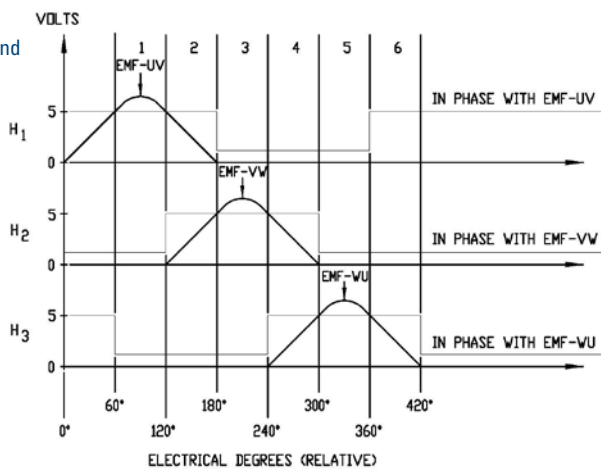 VOLTS
nd
1 2 3 4 5 6
EMF-UV
5
H1
IN PHASE WITH EMF-UV
0
EMF-VW
5
H2
IN PHASE WITH EMF-VW
0
EMF-WU
5
H3
IN PHASE WITH EMF-WU
0
60° 180° 300° 420°
0° 120° 240° 360°
ELECTRICAL DEGREES (RELATIVE)